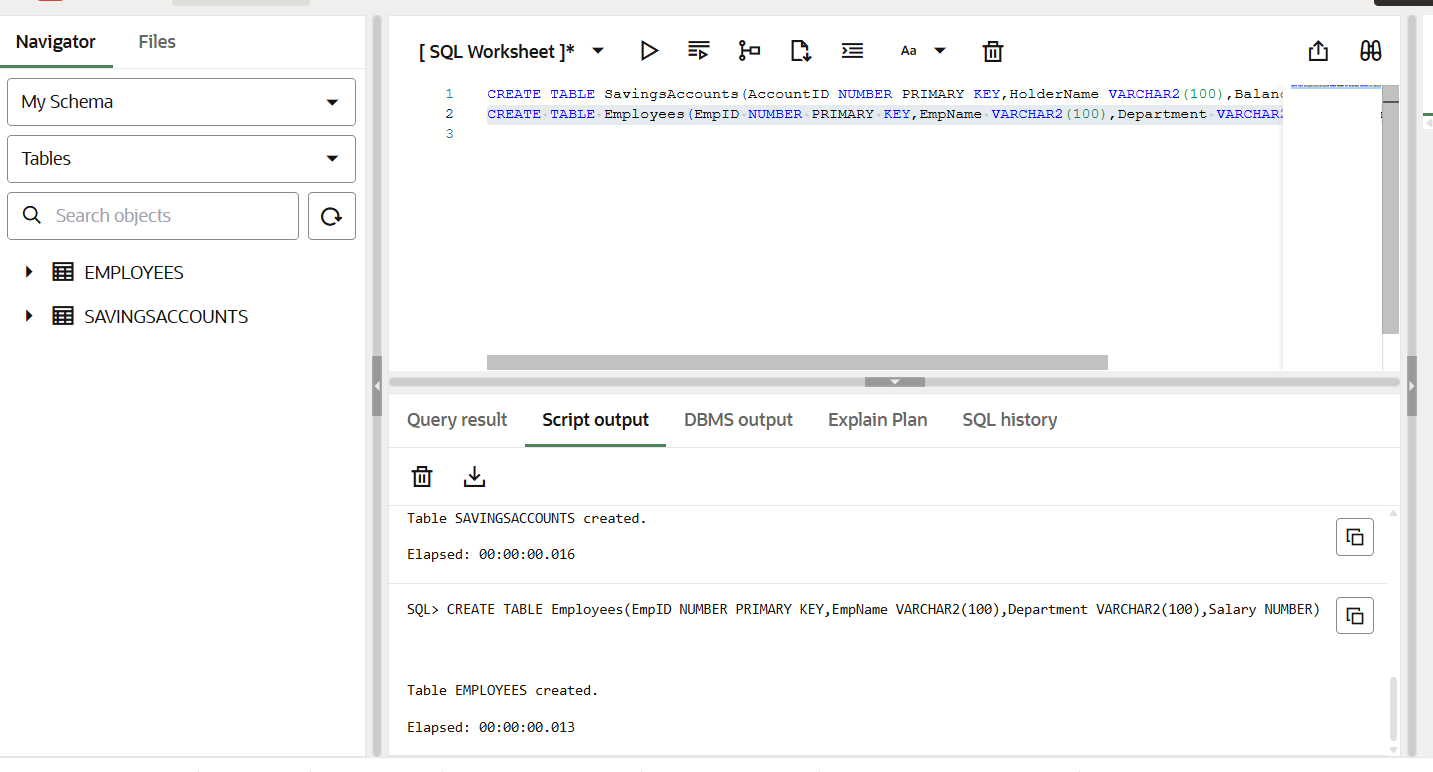 Navigator
Files
My Schema
Tables
Search objects
EMPLOYEES
SAVINGSACCOUNTS
[ SQL Worksheet ]*
Aa
1 CREATE TABLE SavingsAccounts(AccountID NUMBER PRIMARY KEY,HolderName VARCHAR2(100),Balan
2 CREATE TABLE Employees(EmpID NUMBER PRIMARY KEY,EmpName VARCHAR2(100),Department VARCHAR2
3
Query result
Script output
DBMS output
Explain Plan
SQL history
Table SAVINGSACCOUNTS created.
Elapsed: 00:00:00.016
SQL> CREATE TABLE Employees(EmpID NUMBER PRIMARY KEY,EmpName VARCHAR2(100),Department VARCHAR2(100),Salary NUMBER)
Table EMPLOYEES created.
Elapsed: 00:00:00.013